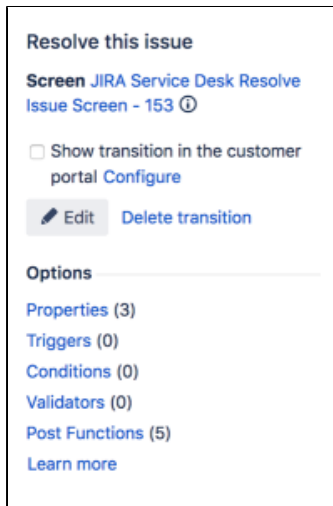 Resolve this issue
Screen JIRA Service Desk Resolve
Issue Screen - 153
Show transition in the customer
portal Configure
Edit Delete transition
Options
Properties (3)
Triggers (0)
Conditions (0)
Validators (0)
Post Functions (5)
Learn more